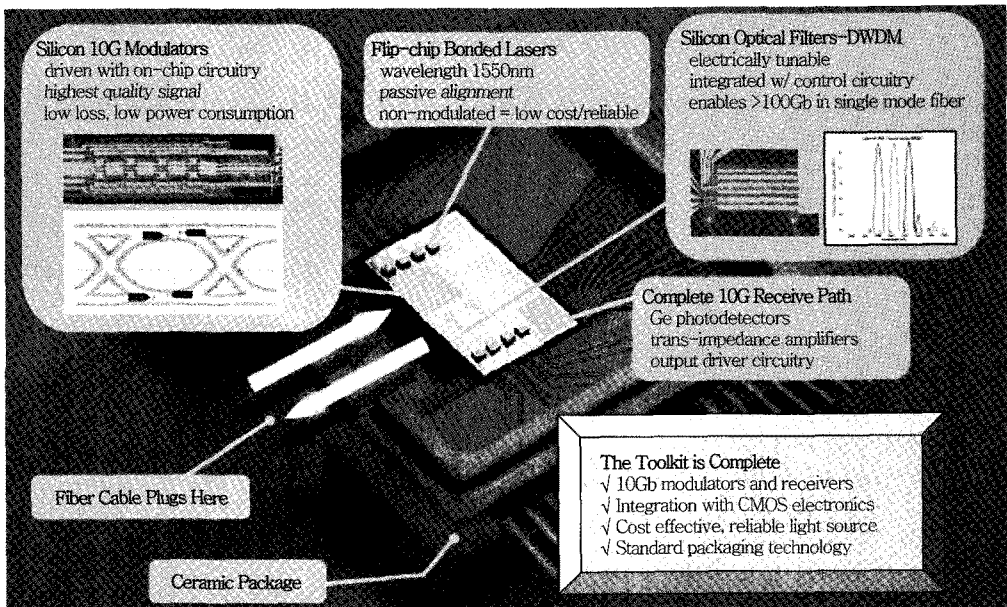 Silicon 10G Modulators
driven with on-chip circuitry
highest quality signal
low loss, low power consumption
Flip-chip Bonded Lasers
wavelength 1550nm
passive alignment
non-modulated = low cost/reliable
Silicon Optical Filters-DWDM
electrically tunable
integrated w/ control circuitry
enables >100Gb in single mode fiber
Complete 10G Receive Path
Ge photodetectors
trans-impedance amplifiers
output driver circuitry
Fiber Cable Plugs Here
The Toolkit is Complete
√ 10Gb modulators and receivers
√ Integration with CMOS electronics
√ Cost effective, reliable light source
√ Standard packaging technology
Ceramic Package